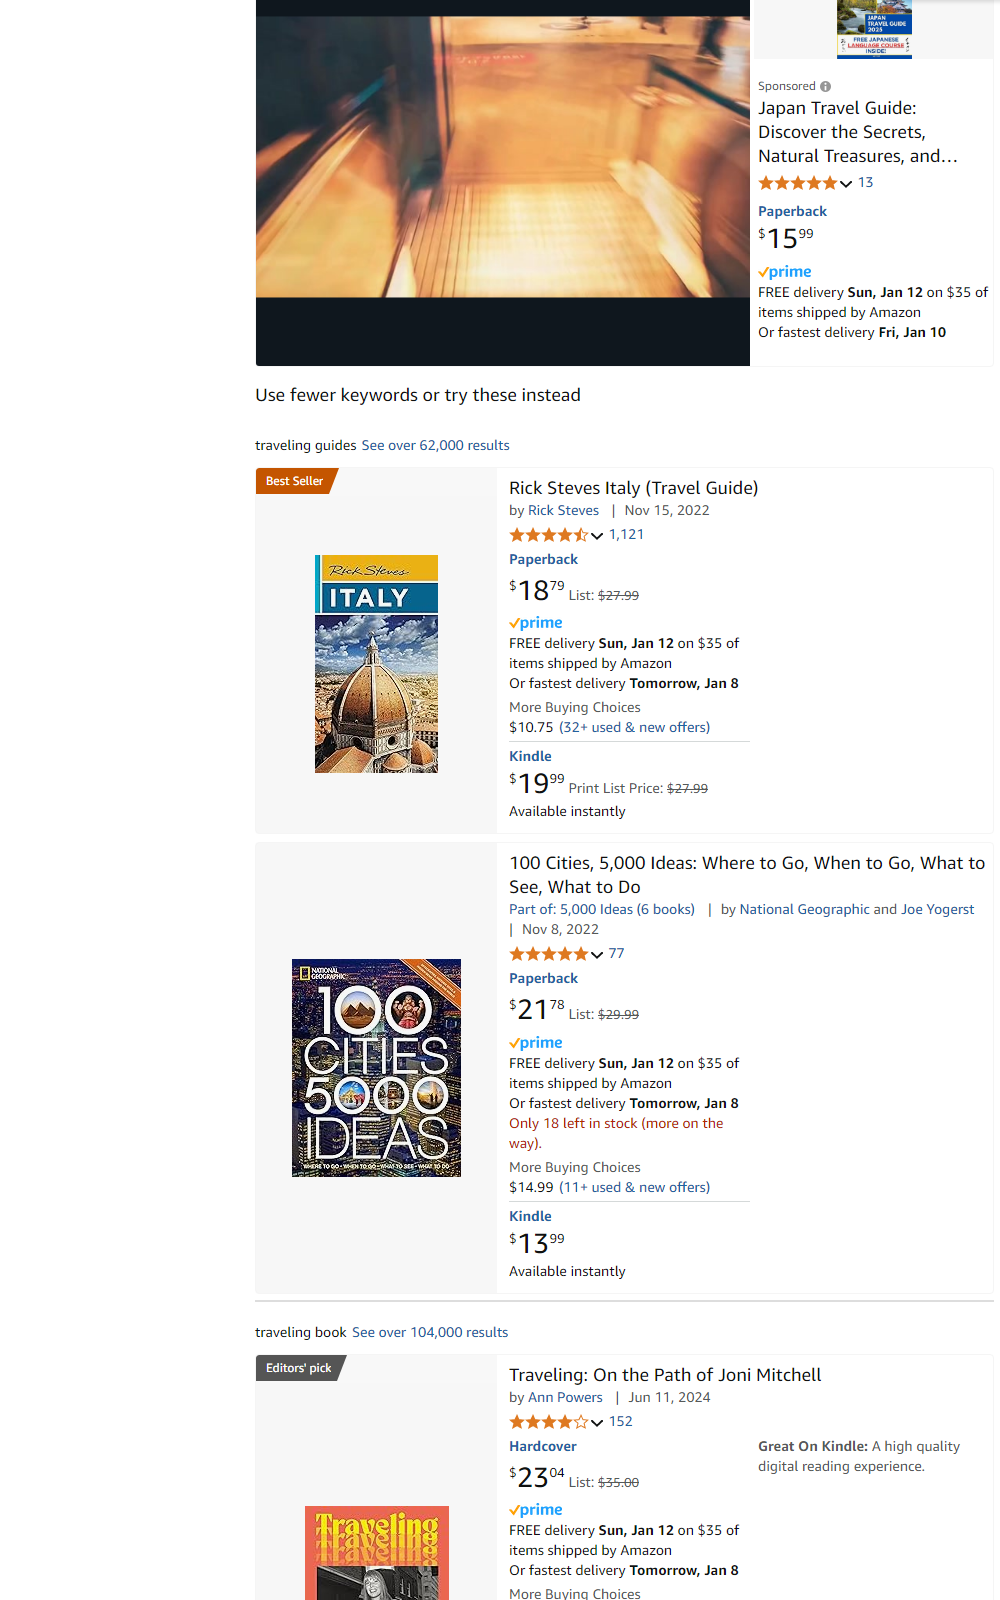 JAPAN
TRAVEL GUIDE
2025
FREE JAPANESE
LANGUAGE COURSE
INSIDE!
Sponsored
Japan Travel Guide:
Discover the Secrets,
Natural Treasures, and…
13
Paperback
$15.99
prime
FREE delivery Sun, Jan 12 on $35 of
items shipped by Amazon
Or fastest delivery Fri, Jan 10
Use fewer keywords or try these instead
traveling guides See over 62,000 results
Best Seller
Rick Steves
ITALY
Rick Steves Italy (Travel Guide)
by Rick Steves | Nov 15, 2022
1,121
Paperback
$18.79 List: $27.99
prime
FREE delivery Sun, Jan 12 on $35 of
items shipped by Amazon
Or fastest delivery Tomorrow, Jan 8
More Buying Choices
$10.75 (32+ used & new offers)
Kindle
$19.99 Print List Price: $27.99
Available instantly
NATIONAL
GEOGRAPHIC
100
CITIES
5000
IDEAS
WHERE TO GO • WHEN TO GO • WHAT TO SEE • WHAT TO DO
100 Cities, 5,000 Ideas: Where to Go, When to Go, What to
See, What to Do
Part of: 5,000 Ideas (6 books) | by National Geographic and Joe Yogerst
| Nov 8, 2022
77
Paperback
$21.78 List: $29.99
prime
FREE delivery Sun, Jan 12 on $35 of
items shipped by Amazon
Or fastest delivery Tomorrow, Jan 8
Only 18 left in stock (more on the
way).
More Buying Choices
$14.99 (11+ used & new offers)
Kindle
$13.99
Available instantly
traveling book See over 104,000 results
Editors' pick
Traveling
Traveling
Traveling: On the Path of Joni Mitchell
by Ann Powers | Jun 11, 2024
152
Hardcover
$23.04 List: $35.00
prime
FREE delivery Sun, Jan 12 on $35 of
items shipped by Amazon
Or fastest delivery Tomorrow, Jan 8
More Buying Choices
Great On Kindle: A high quality
digital reading experience.